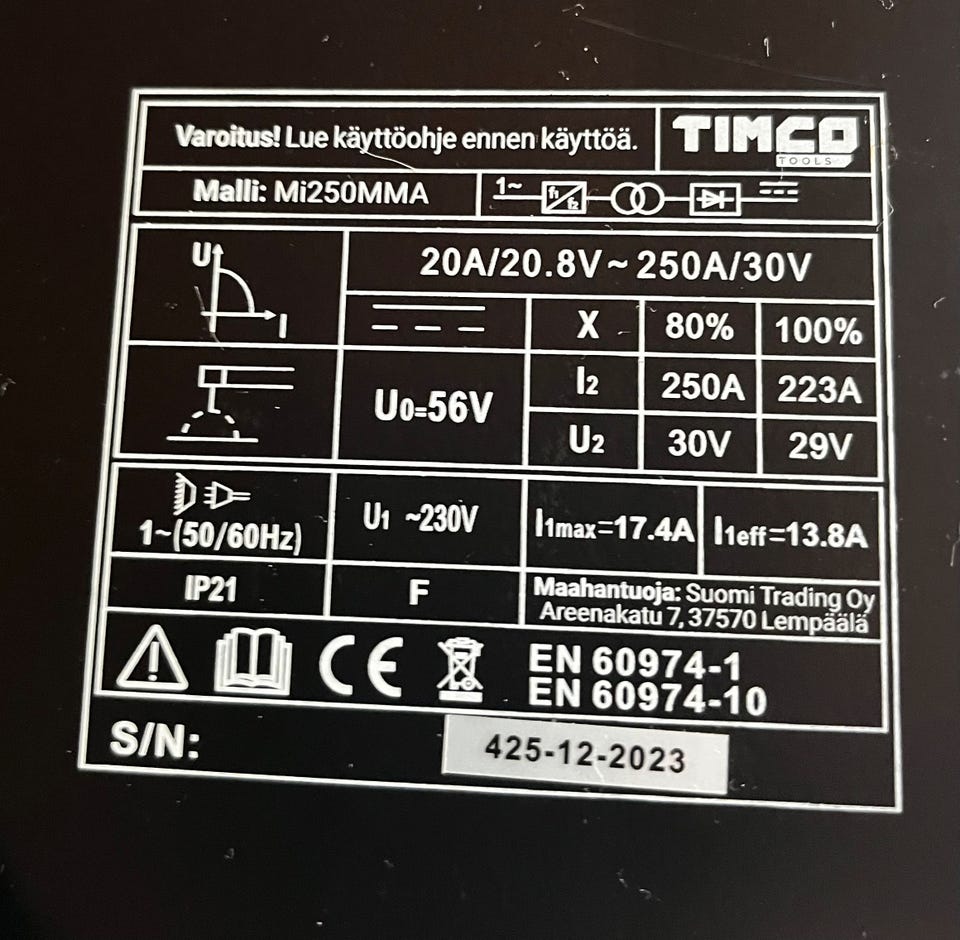 Varoitus! Lue käyttöohje ennen käyttöä.
TIMCO
TOOLS
Malli: Mi250MMA
1~ f1 f2
U
I
20A/20.8V~250A/30V
X 80% 100%
U0=56V
I2 250A 223A
U2 30V 29V
1~(50/60Hz)
U1 ~230V
I1max=17.4A
I1eff=13.8A
IP21
F
Maahantuoja: Suomi Trading Oy
Areenakatu 7, 37570 Lempäälä
CE
EN 60974-1
EN 60974-10
S/N:
425-12-2023